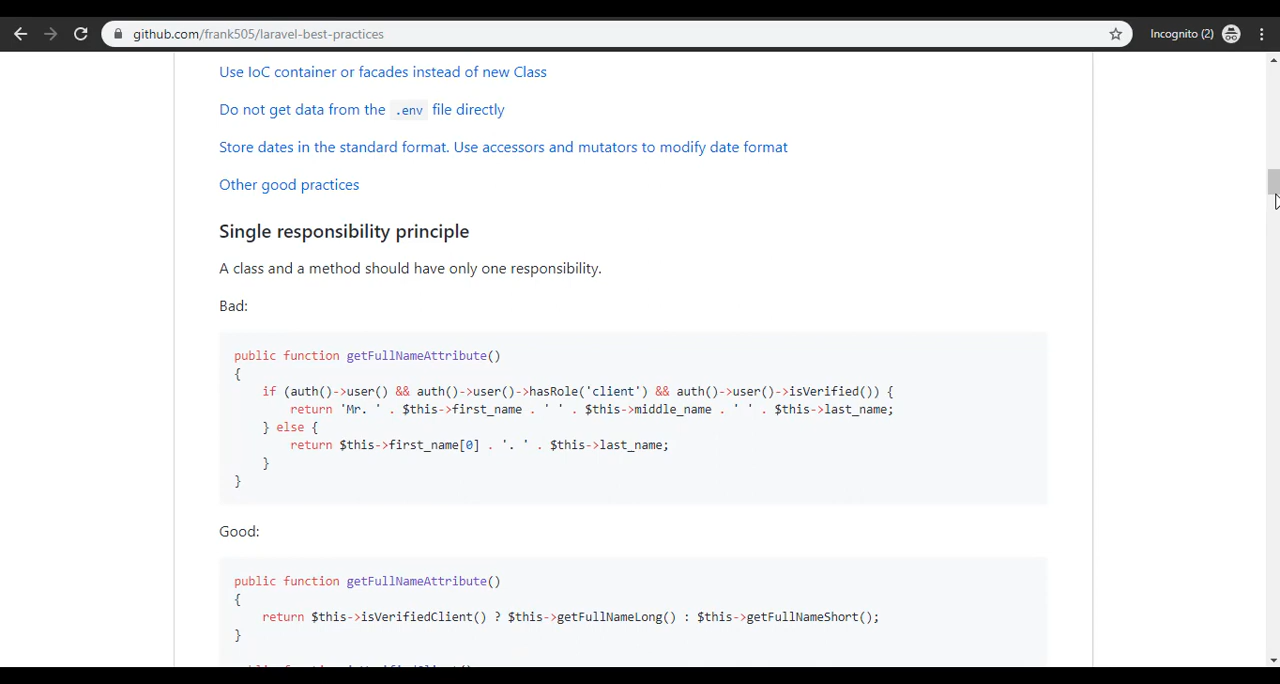 github.com/frank505/laravel-best-practices
Incognito (2)
Use IoC container or facades instead of new Class
Do not get data from the .env file directly
Store dates in the standard format. Use accessors and mutators to modify date format
Other good practices
Single responsibility principle
A class and a method should have only one responsibility.
Bad:
public function getFullNameAttribute()
{
    if (auth()->user() && auth()->user()->hasRole('client') && auth()->user()->isVerified()) {
        return 'Mr. ' . $this->first_name . ' ' . $this->middle_name . ' ' . $this->last_name;
    } else {
        return $this->first_name[0] . '. ' . $this->last_name;
    }
}
Good:
public function getFullNameAttribute()
{
    return $this->isVerifiedClient() ? $this->getFullNameLong() : $this->getFullNameShort();
}